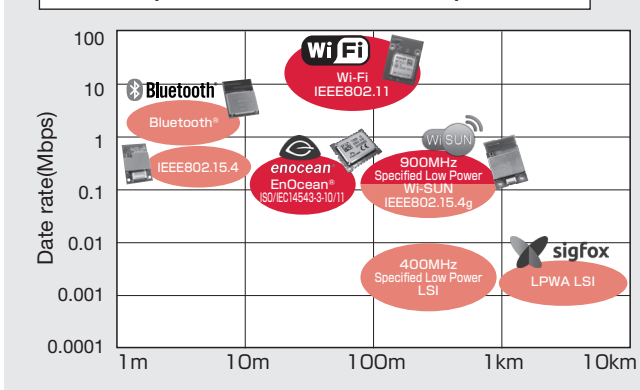 100
10
1
0.1
0.01
0.001
0.0001
Date rate(Mbps)
1m
10m
100m
1km
10km
Wi Fi
Wi-Fi
IEEE802.11
Bluetooth®
Bluetooth®
IEEE802.15.4
enocean®
EnOcean®
ISO/IEC14543-3-10/11
Wi SUN
900MHz
Specified Low Power
Wi-SUN
IEEE802.15.4g
400MHz
Specified Low Power
LSI
sigfox
LPWA LSI